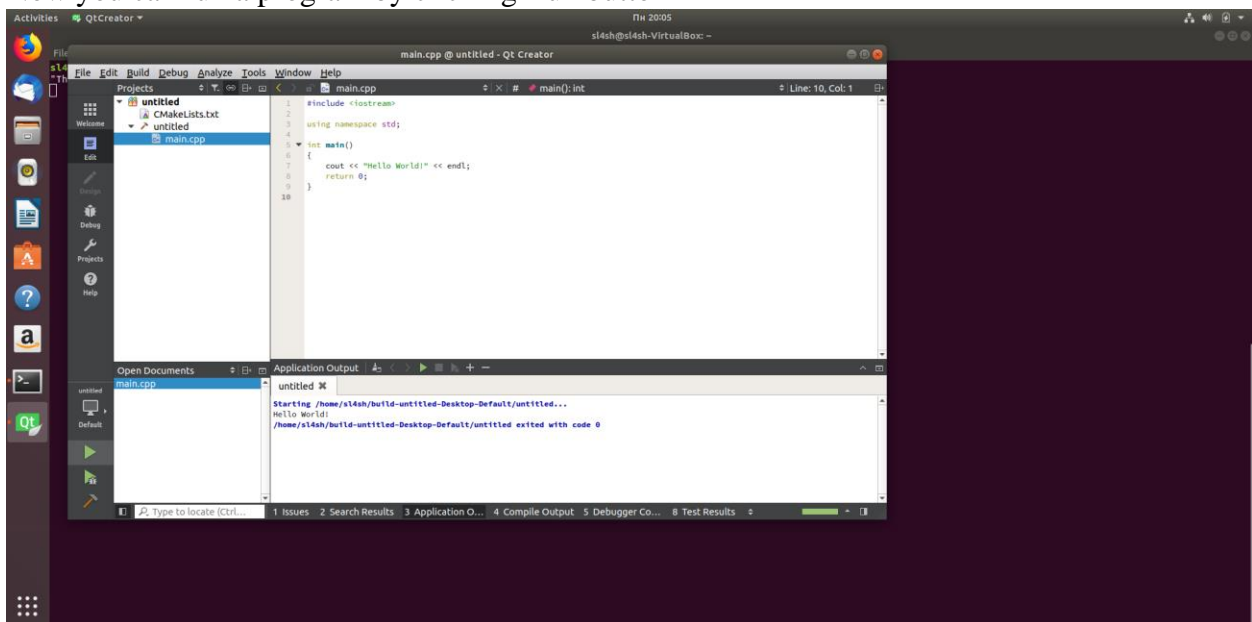 Activities QtCreator Пн 20:05
sl4sh@sl4sh-VirtualBox: ~
File
main.cpp @ untitled - Qt Creator
sl4
"Th
File Edit Build Debug Analyze Tools Window Help
Projects main.cpp # main(): int Line: 10, Col: 1
Welcome
Edit
Design
Debug
Projects
Help
untitled
CMakeLists.txt
untitled
main.cpp
1 #include <iostream>
2
3 using namespace std;
4
5 int main()
6 {
7 cout << "Hello World!" << endl;
8 return 0;
9 }
10
Open Documents
main.cpp
Application Output
untitled
Starting /home/sl4sh/build-untitled-Desktop-Default/untitled...
Hello World!
/home/sl4sh/build-untitled-Desktop-Default/untitled exited with code 0
untitled
Default
Type to locate (Ctrl... 1 Issues 2 Search Results 3 Application O... 4 Compile Output 5 Debugger Co... 8 Test Results